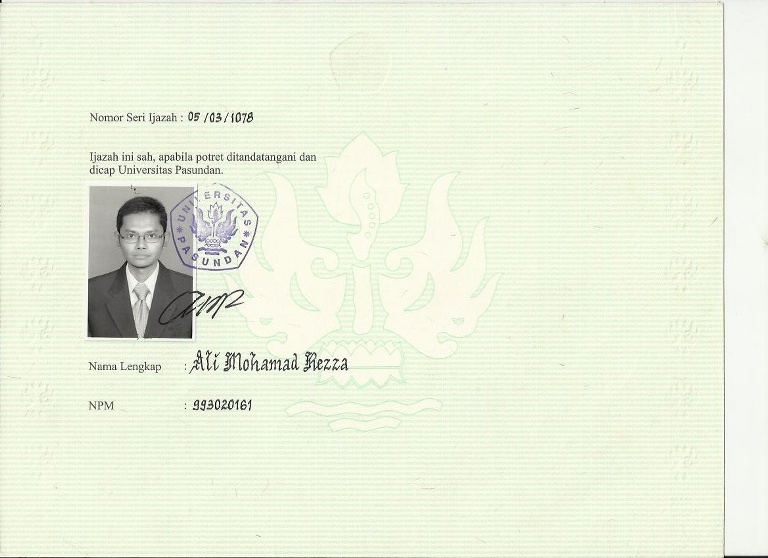 Nomor Seri Ijazah : 05/03/1078
Ijazah ini sah, apabila potret ditandatangani dan
dicap Universitas Pasundan.
UNIVERSITAS
PASUNDAN
Nama Lengkap : Ali Mohamad Rezza
NPM : 993020161